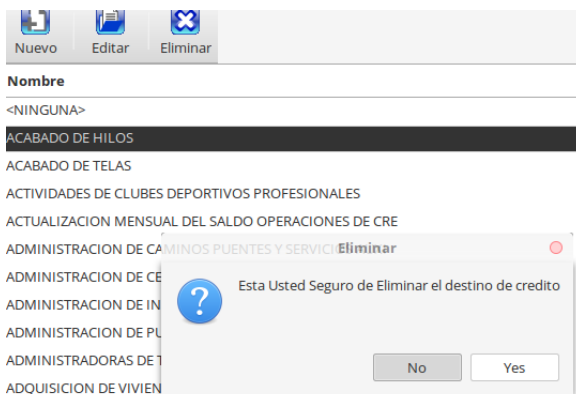 Nuevo Editar Eliminar
Nombre
<NINGUNA>
ACABADO DE HILOS
ACABADO DE TELAS
ACTIVIDADES DE CLUBES DEPORTIVOS PROFESIONALES
ACTUALIZACION MENSUAL DEL SALDO OPERACIONES DE CRE
ADMINISTRACION DE CAMINOS PUENTES Y
Eliminar
ADMINISTRACION DE CE
Esta Usted Seguro de Eliminar el destino de credito
ADMINISTRACION DE IN
ADMINISTRACION DE PU
ADMINISTRADORAS DE T
No Yes
ADQUISICION DE VIVIEN